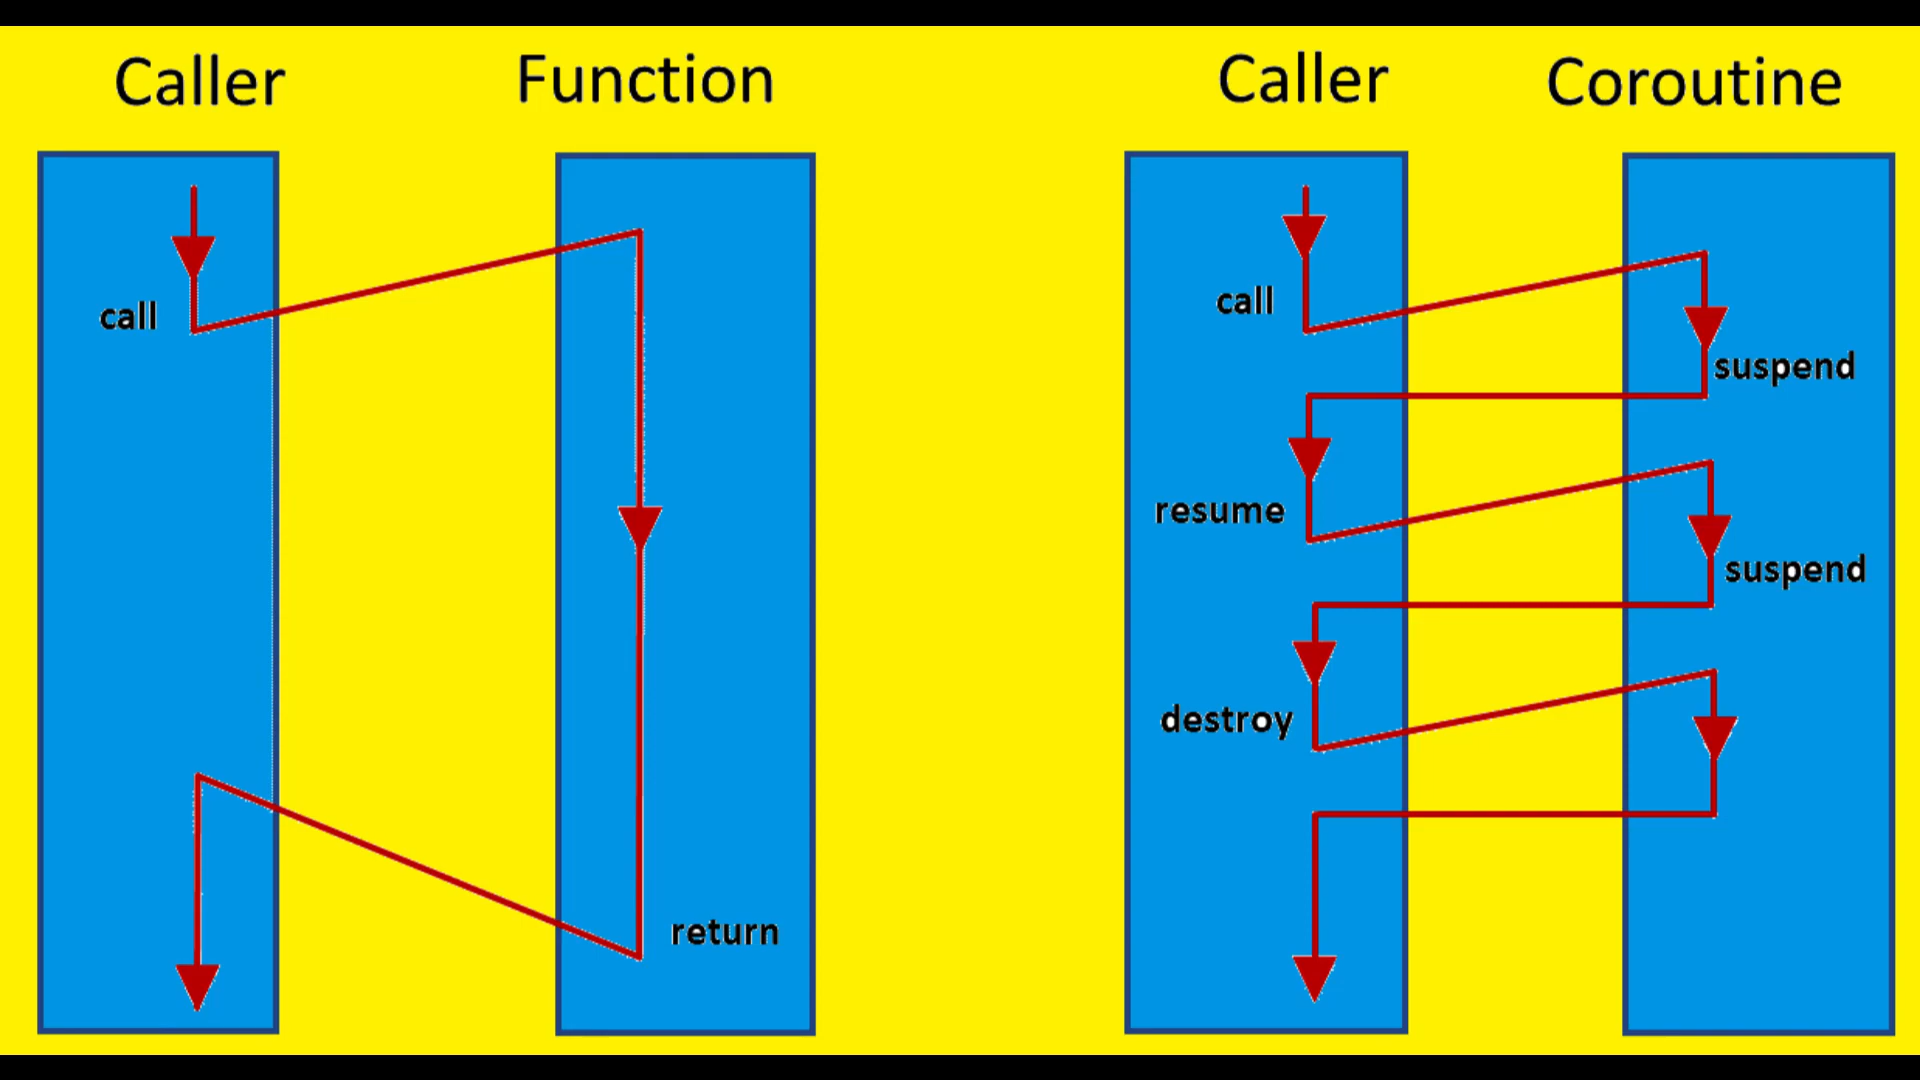 Caller
Function
call
return
Caller
Coroutine
call
suspend
resume
suspend
destroy